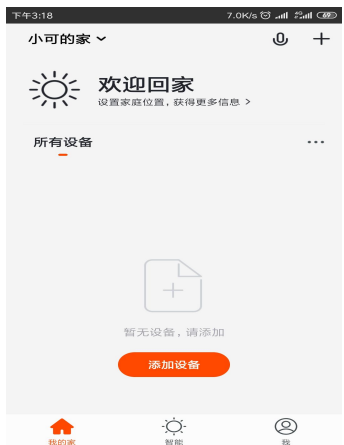 下午3:18
7.0K/s
69
小可的家
欢迎回家
设置家庭位置，获得更多信息 >
所有设备
...
暂无设备，请添加
添加设备
我的家
智能
我